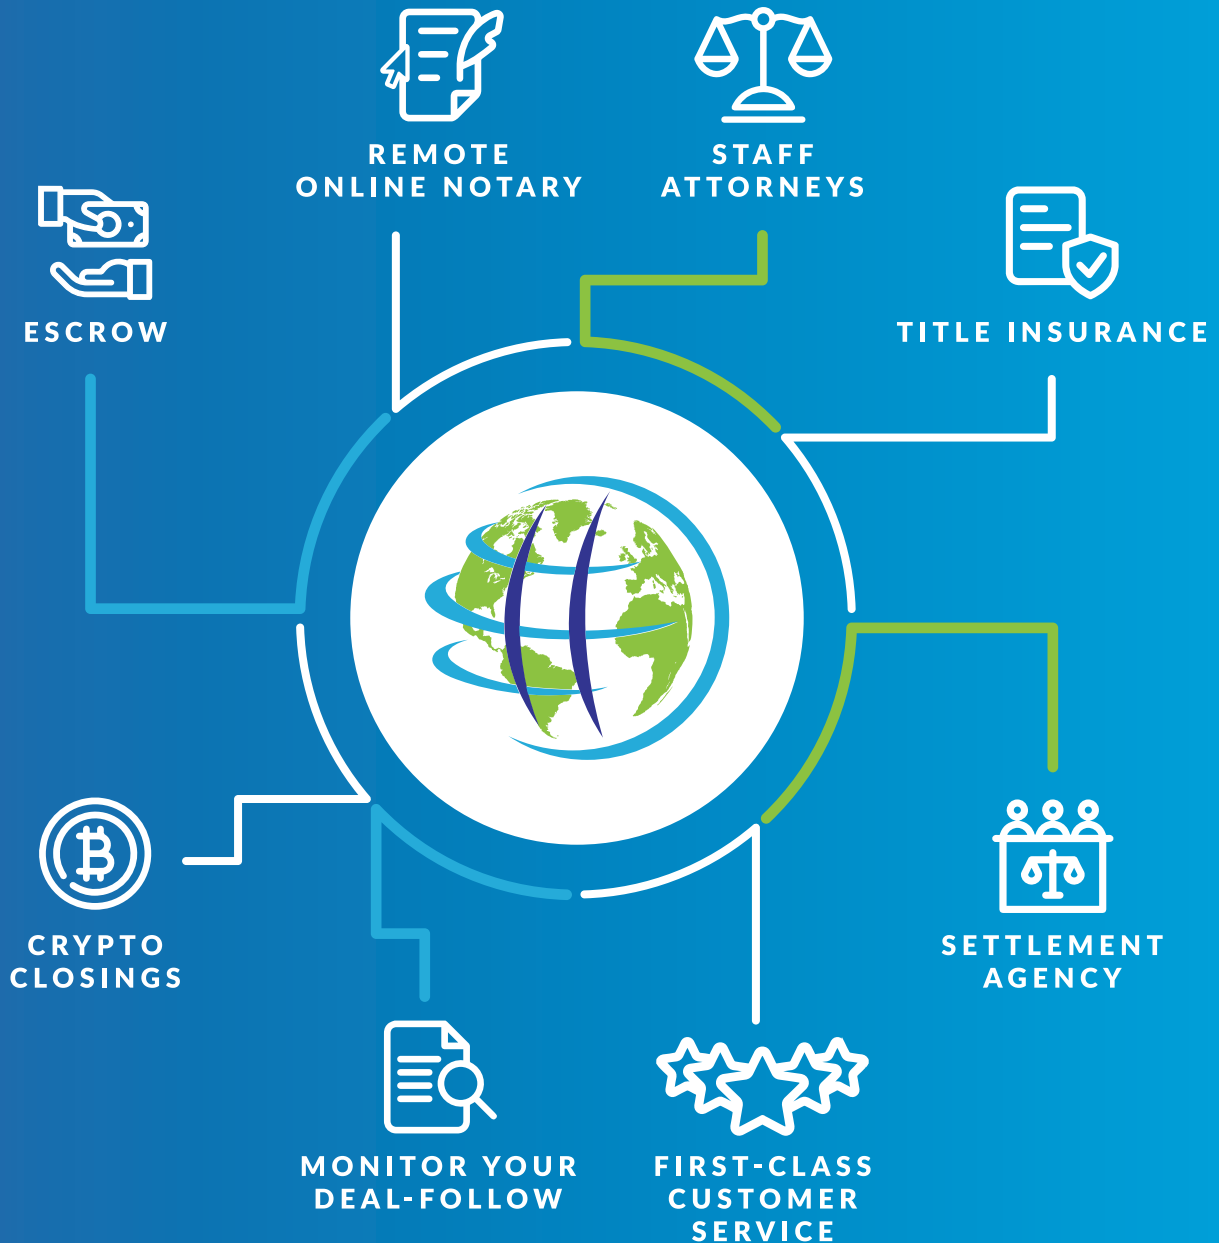 REMOTE
ONLINE NOTARY
STAFF
ATTORNEYS
ESCROW
TITLE INSURANCE
CRYPTO
CLOSINGS
SETTLEMENT
AGENCY
MONITOR YOUR
DEAL-FOLLOW
FIRST-CLASS
CUSTOMER
SERVICE